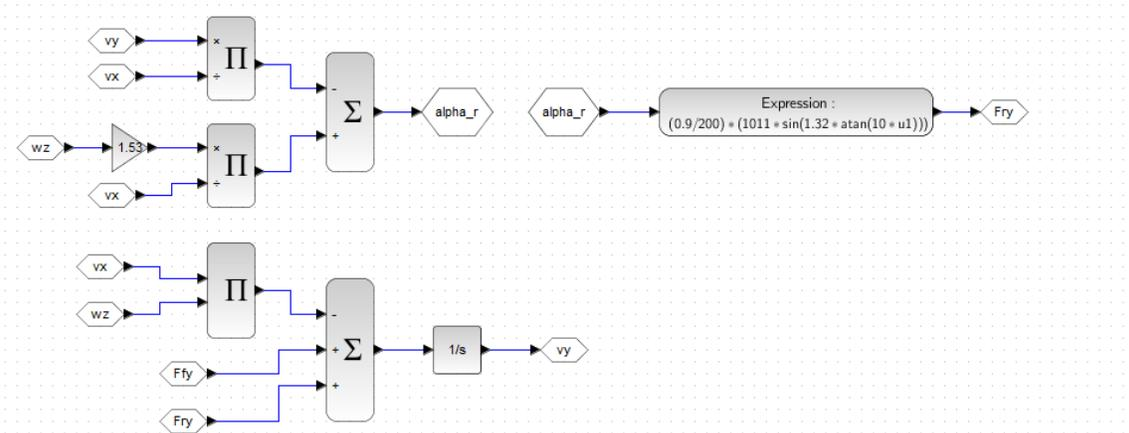 vy
×
Π
vx
÷
-
Σ
+
alpha_r
alpha_r
Expression :
(0.9/200)*(1011*sin(1.32*atan(10*u1)))
Fry
wz
1.53
×
Π
vx
÷
vx
Π
wz
-
Ffy
+
Σ
Fry
+
1/s
vy